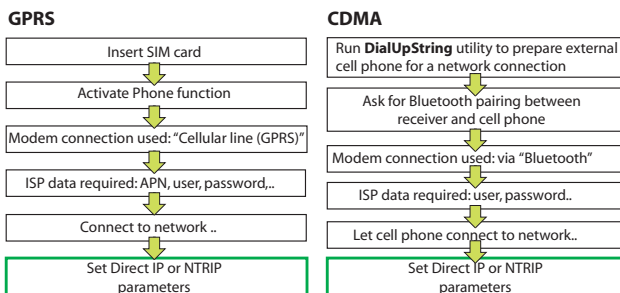 GPRS
Insert SIM card
Activate Phone function
Modem connection used: “Cellular line (GPRS)”
ISP data required: APN, user, password,..
Connect to network ..
Set Direct IP or NTRIP
parameters
CDMA
Run DialUpString utility to prepare external
cell phone for a network connection
Ask for Bluetooth pairing between
receiver and cell phone
Modem connection used: via “Bluetooth”
ISP data required: user, password..
Let cell phone connect to network..
Set Direct IP or NTRIP
parameters